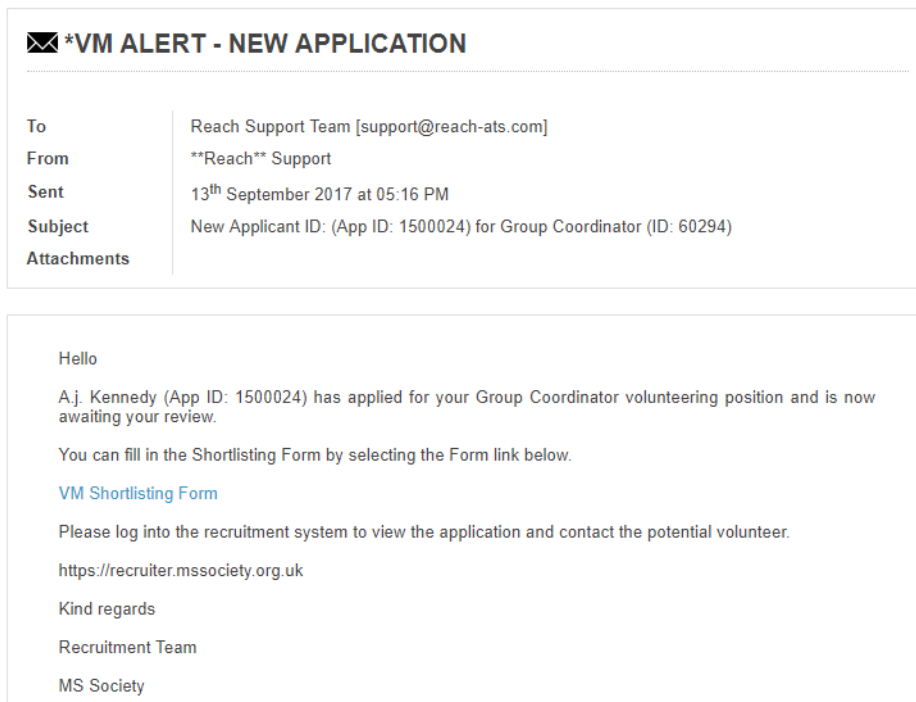 *VM ALERT - NEW APPLICATION
To Reach Support Team [support@reach-ats.com]
From **Reach** Support
Sent 13th September 2017 at 05:16 PM
Subject New Applicant ID: (App ID: 1500024) for Group Coordinator (ID: 60294)
Attachments
Hello
A.j. Kennedy (App ID: 1500024) has applied for your Group Coordinator volunteering position and is now
awaiting your review.
You can fill in the Shortlisting Form by selecting the Form link below.
VM Shortlisting Form
Please log into the recruitment system to view the application and contact the potential volunteer.
https://recruiter.mssociety.org.uk
Kind regards
Recruitment Team
MS Society